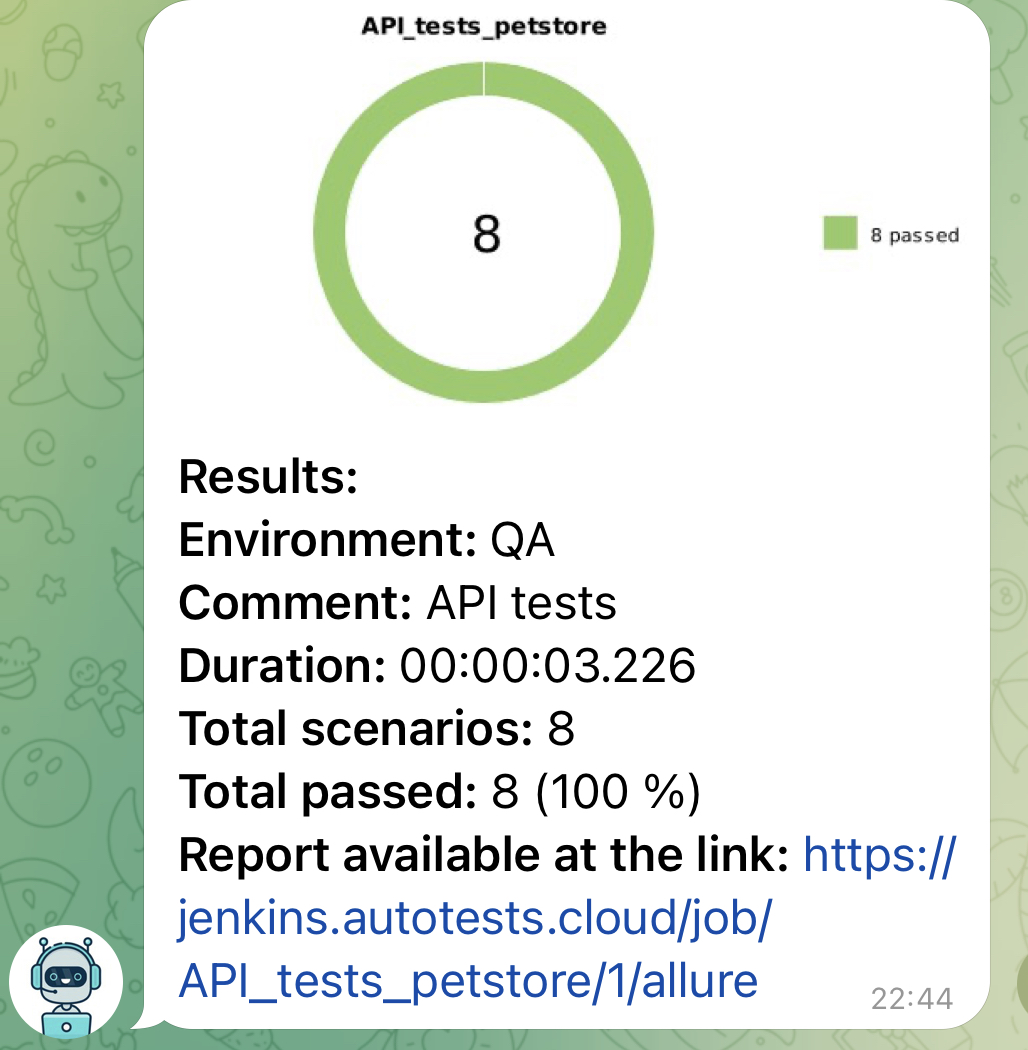 API_tests_petstore
8
8 passed
Results:
Environment: QA
Comment: API tests
Duration: 00:00:03.226
Total scenarios: 8
Total passed: 8 (100 %)
Report available at the link: https://
jenkins.autotests.cloud/job/
API_tests_petstore/1/allure
22:44